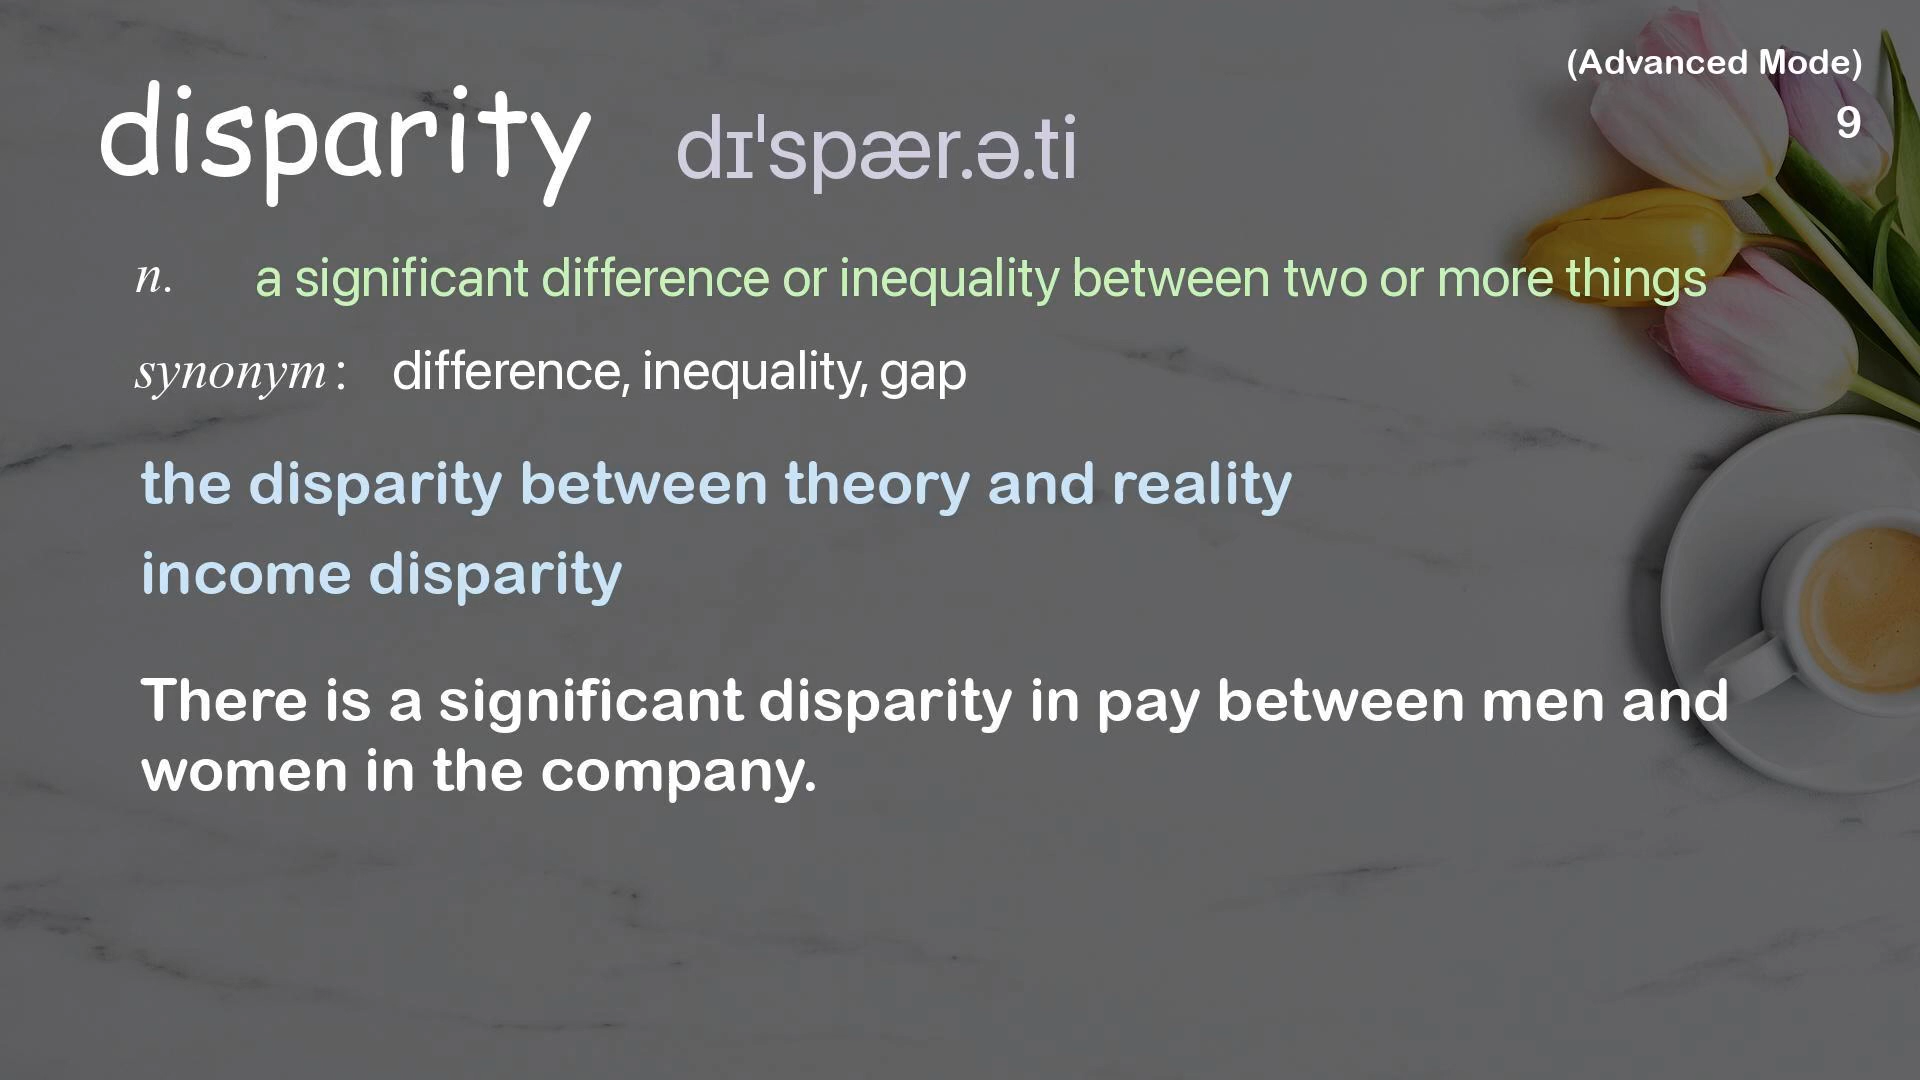 (Advanced Mode)
disparity dɪˈspær.ə.ti
9
n. a significant difference or inequality between two or more things
synonym: difference, inequality, gap
the disparity between theory and reality
income disparity
There is a significant disparity in pay between men and
women in the company.